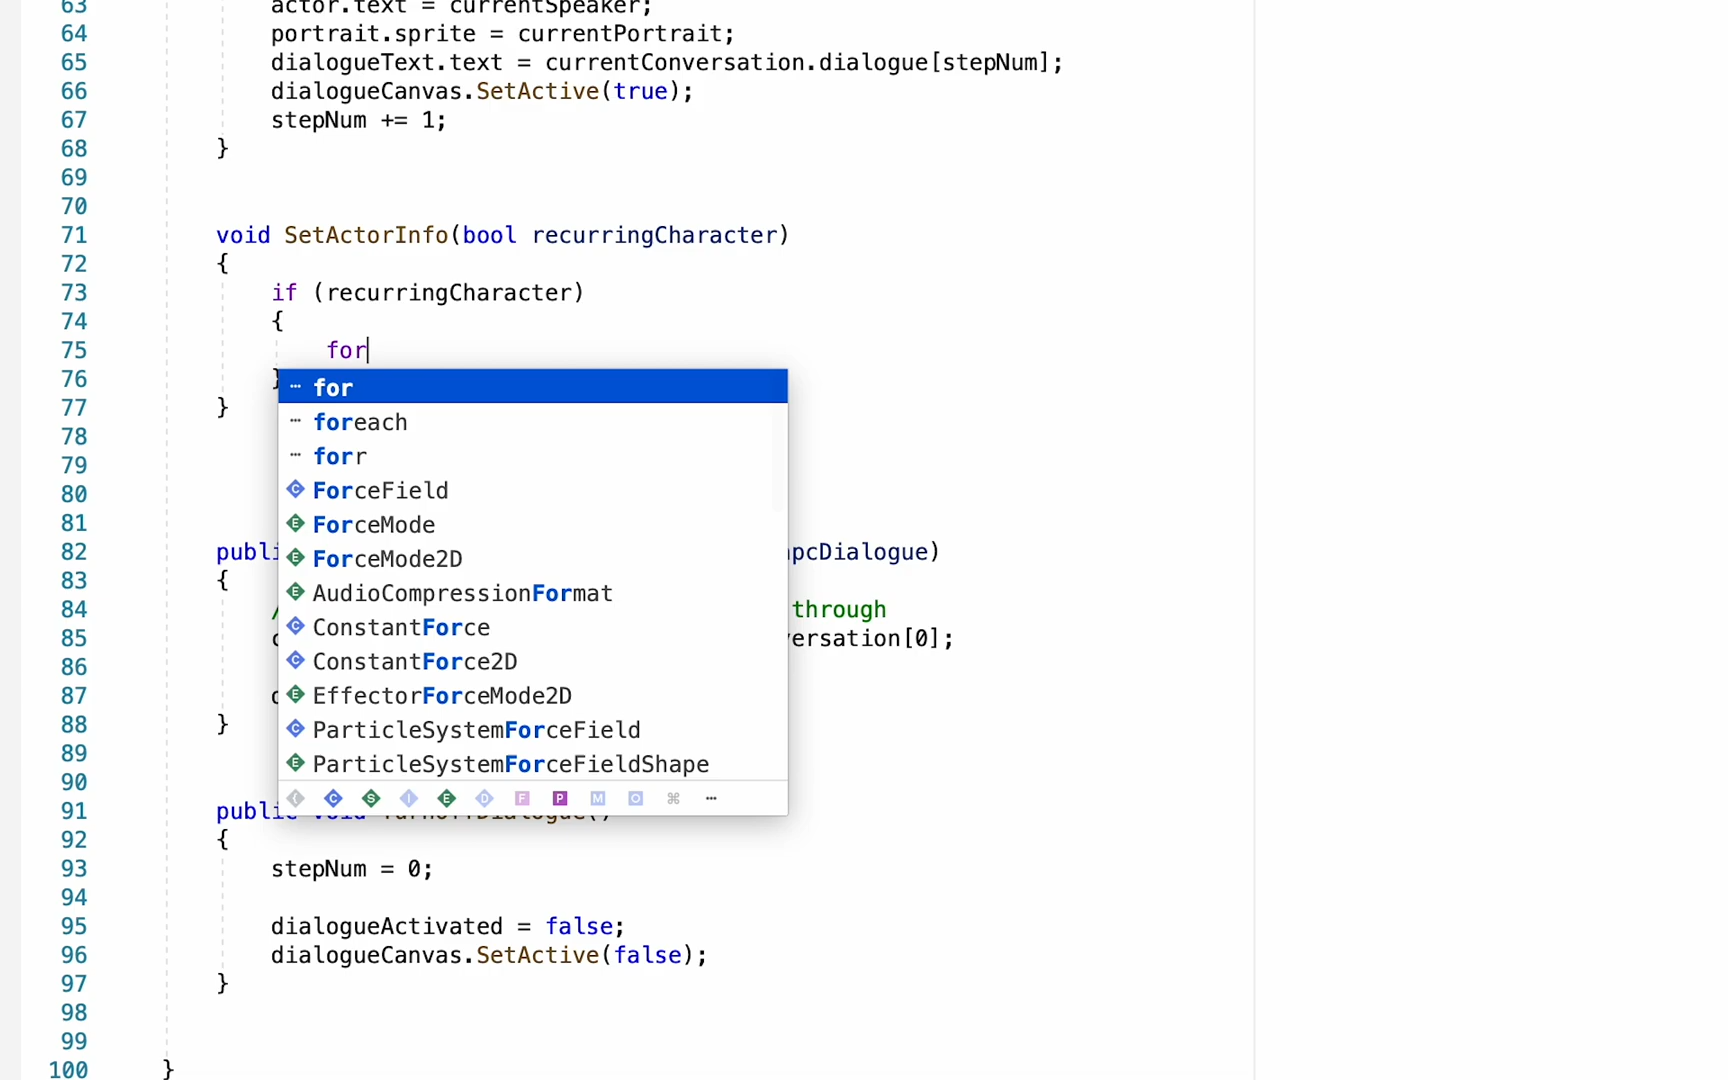 63 actor.text = currentSpeaker;
64 portrait.sprite = currentPortrait;
65 dialogueText.text = currentConversation.dialogue[stepNum];
66 dialogueCanvas.SetActive(true);
67 stepNum += 1;
68 }
69
70
71 void SetActorInfo(bool recurringCharacter)
72 {
73 if (recurringCharacter)
74 {
75 for
76 }
for
77 }
foreach
78
forr
79
80
ForceField
81
ForceMode
82 publi pcDialogue)
ForceMode2D
83 {
AudioCompressionFormat
84 / through
ConstantForce
85 c ersation[0];
ConstantForce2D
86
87
EffectorForceMode2D
88 }
ParticleSystemForceField
89
ParticleSystemForceFieldShape
90
91 public void TurnOffDialogue()
92 {
93 stepNum = 0;
94
95 dialogueActivated = false;
96 dialogueCanvas.SetActive(false);
97 }
98
99
100 }